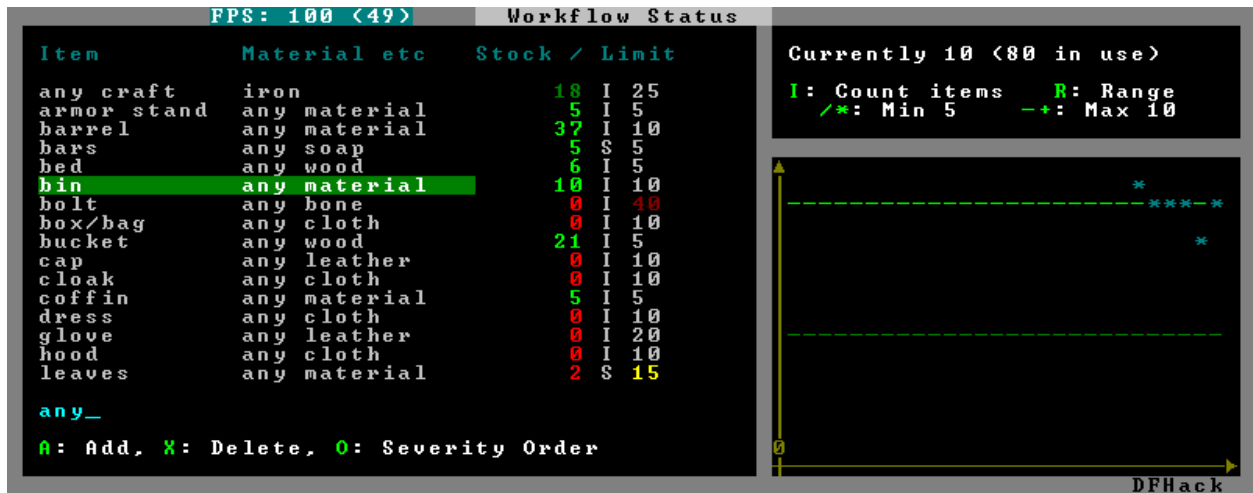 FPS: 100 (49) Workflow Status
Item Material etc Stock / Limit
any craft iron 18 I 25
armor stand any material 5 I 5
barrel any material 37 I 10
bars any soap 5 S 5
bed any wood 6 I 5
bin any material 10 I 10
bolt any bone 0 I 40
box/bag any cloth 0 I 10
bucket any wood 21 I 5
cap any leather 0 I 10
cloak any cloth 0 I 10
coffin any material 5 I 5
dress any cloth 0 I 10
glove any leather 0 I 20
hood any cloth 0 I 10
leaves any material 2 S 15
any_
A: Add, X: Delete, O: Severity Order
Currently 10 (80 in use)
I: Count items R: Range
/*: Min 5 -+: Max 10
0
DFHack